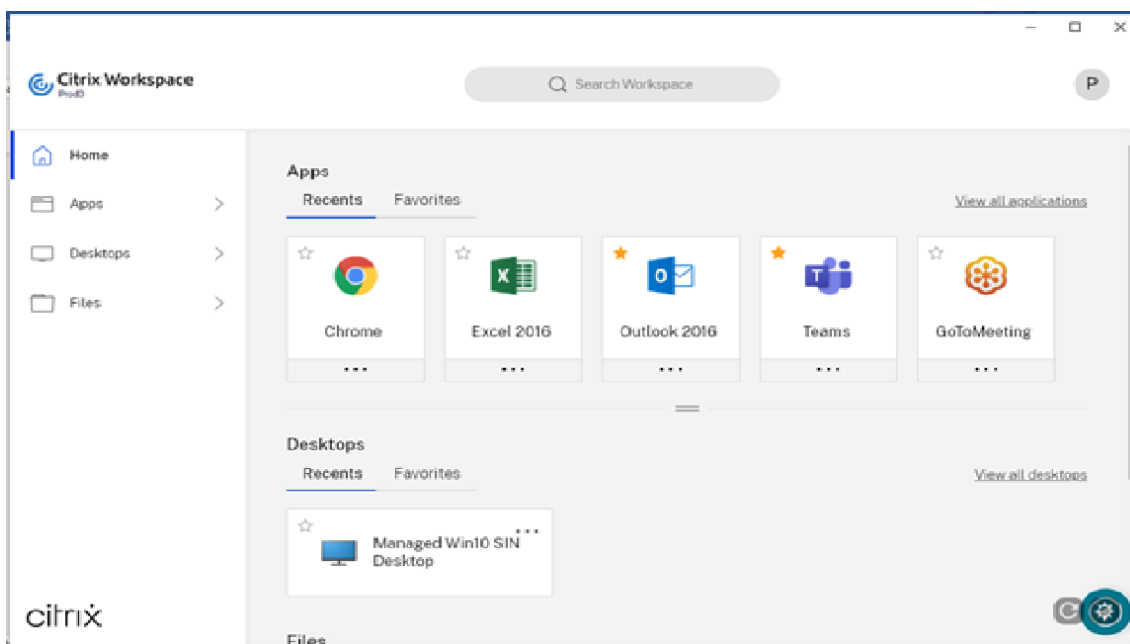 Citrix Workspace
Search Workspace
P
Home
Apps
Desktops
Files
Apps
Recents Favorites
View all applications
Chrome
Excel 2016
Outlook 2016
Teams
GoToMeeting
Desktops
Recents Favorites
View all desktops
Managed Win10 SIN
Desktop
citrix
Files